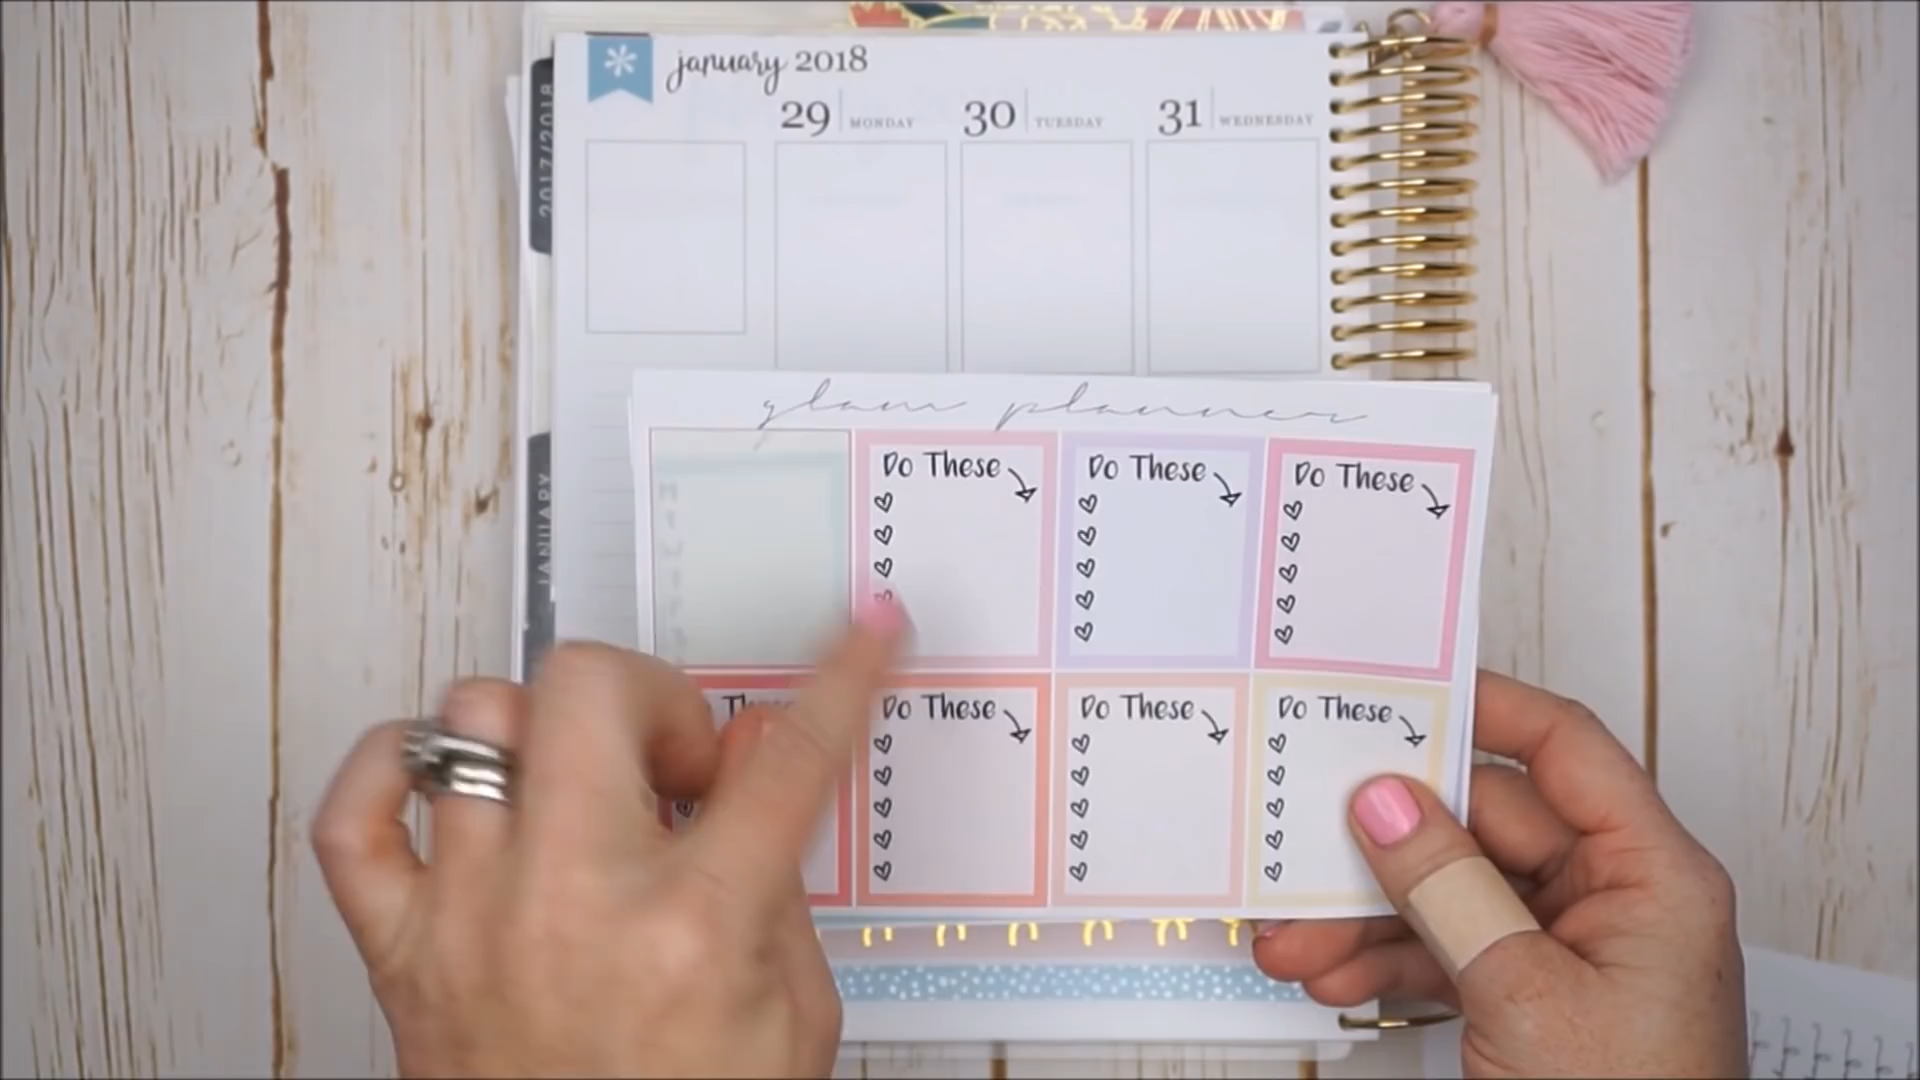 january 2018
29 MONDAY 30 TUESDAY 31 WEDNESDAY
2017/2018
JANUARY
glam planner
Do These
Do These
Do These
These
Do These
Do These
Do These